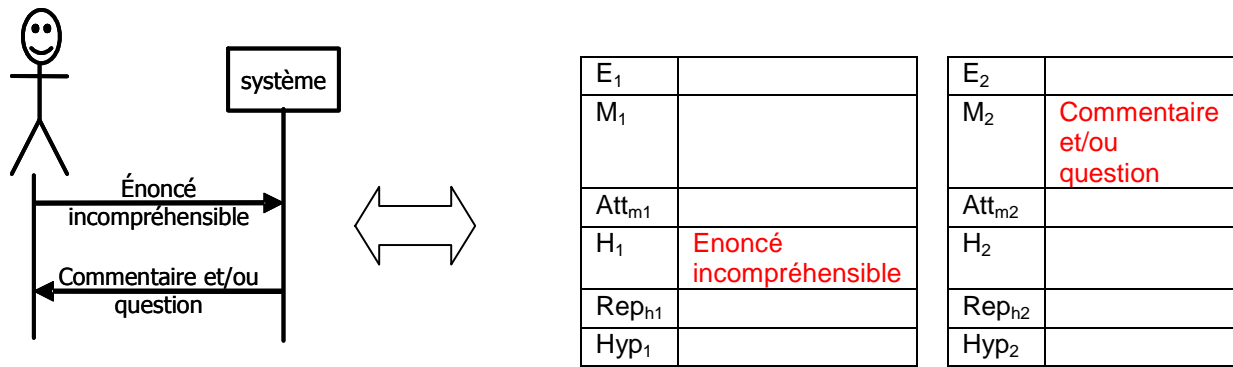 système
Énoncé
incompréhensible
Commentaire et/ou
question
E₁
M₁
Attₘ₁
H₁ Enoncé
incompréhensible
Repₕ₁
Hyp₁
E₂
M₂ Commentaire
et/ou
question
Attₘ₂
H₂
Repₕ₂
Hyp₂